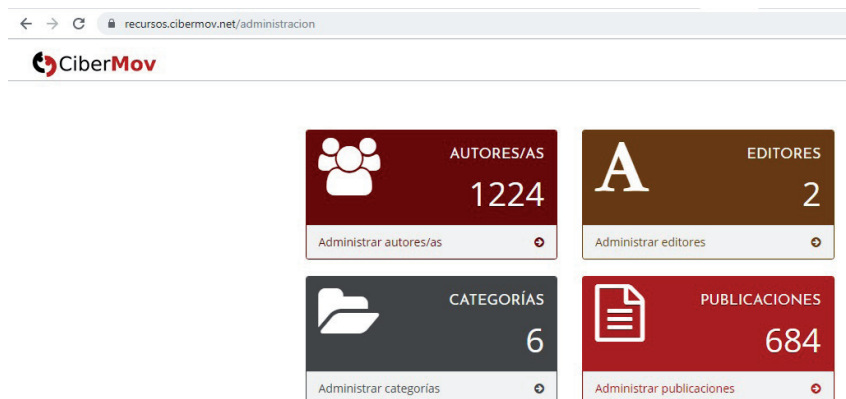 recursos.cibermov.net/administracion
CiberMov
AUTORES/AS
1224
Administrar autores/as
A
EDITORES
2
Administrar editores
CATEGORÍAS
6
Administrar categorías
PUBLICACIONES
684
Administrar publicaciones